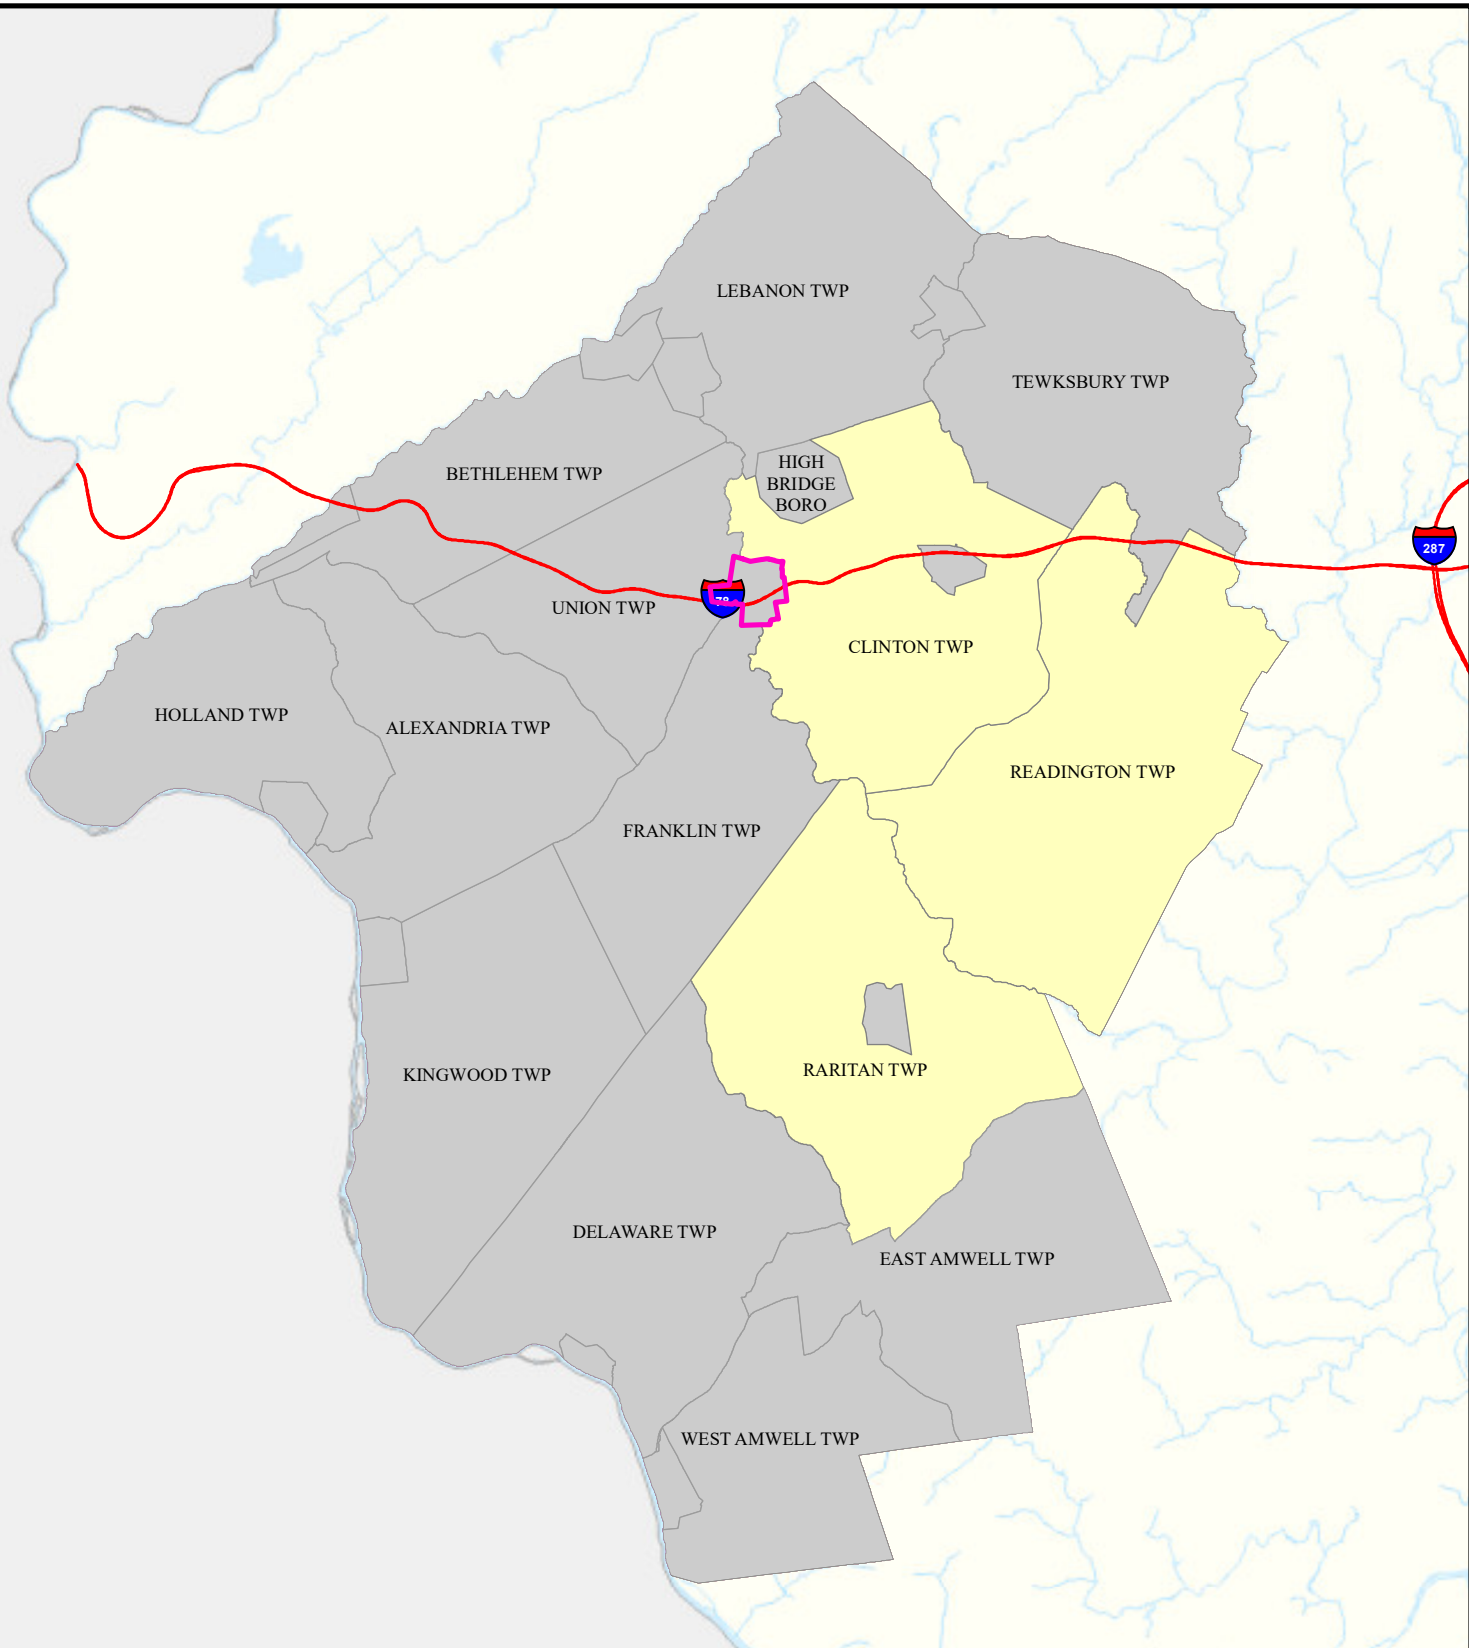 LEBANON TWP
TEWKSBURY TWP
HIGH
BRIDGE
BORO
BETHLEHEM TWP
287
78
UNION TWP
CLINTON TWP
HOLLAND TWP
ALEXANDRIA TWP
READINGTON TWP
FRANKLIN TWP
RARITAN TWP
KINGWOOD TWP
DELAWARE TWP
EAST AMWELL TWP
WEST AMWELL TWP